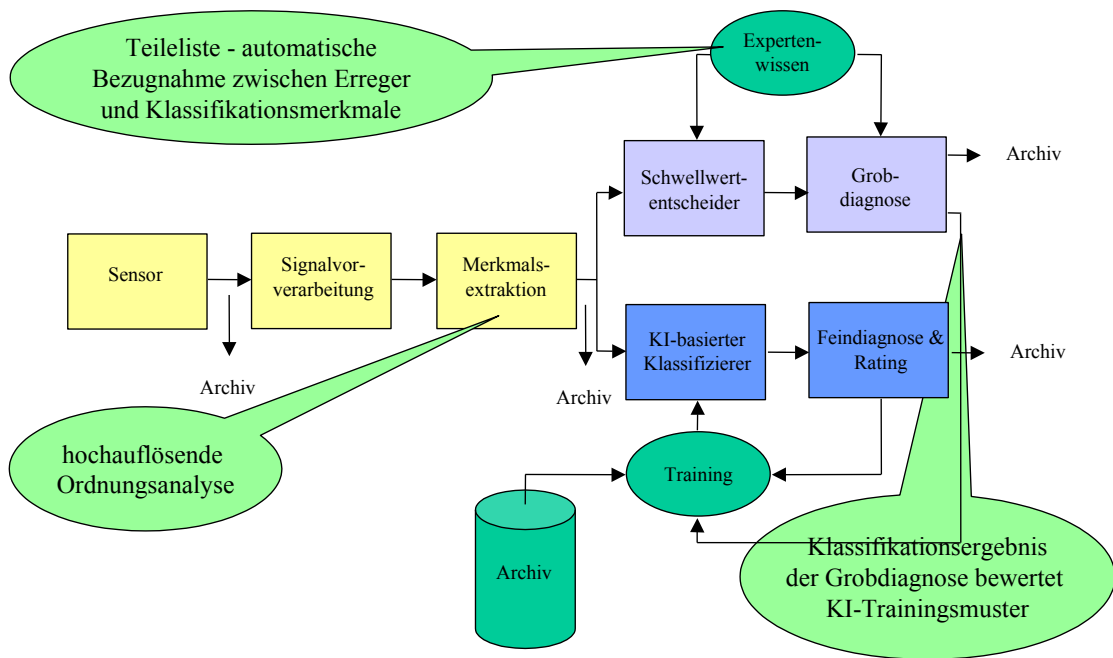 Teileliste - automatische
Bezugnahme zwischen Erreger
und Klassifikationsmerkmale
Experten-
wissen
Schwellwert-
entscheider
Grob-
diagnose
Archiv
Sensor
Signalvor-
verarbeitung
Merkmals-
extraktion
KI-basierter
Klassifizierer
Feindiagnose &
Rating
Archiv
Archiv
Archiv
hochauflösende
Ordnungsanalyse
Training
Archiv
Klassifikationsergebnis
der Grobdiagnose bewertet
KI-Trainingsmuster